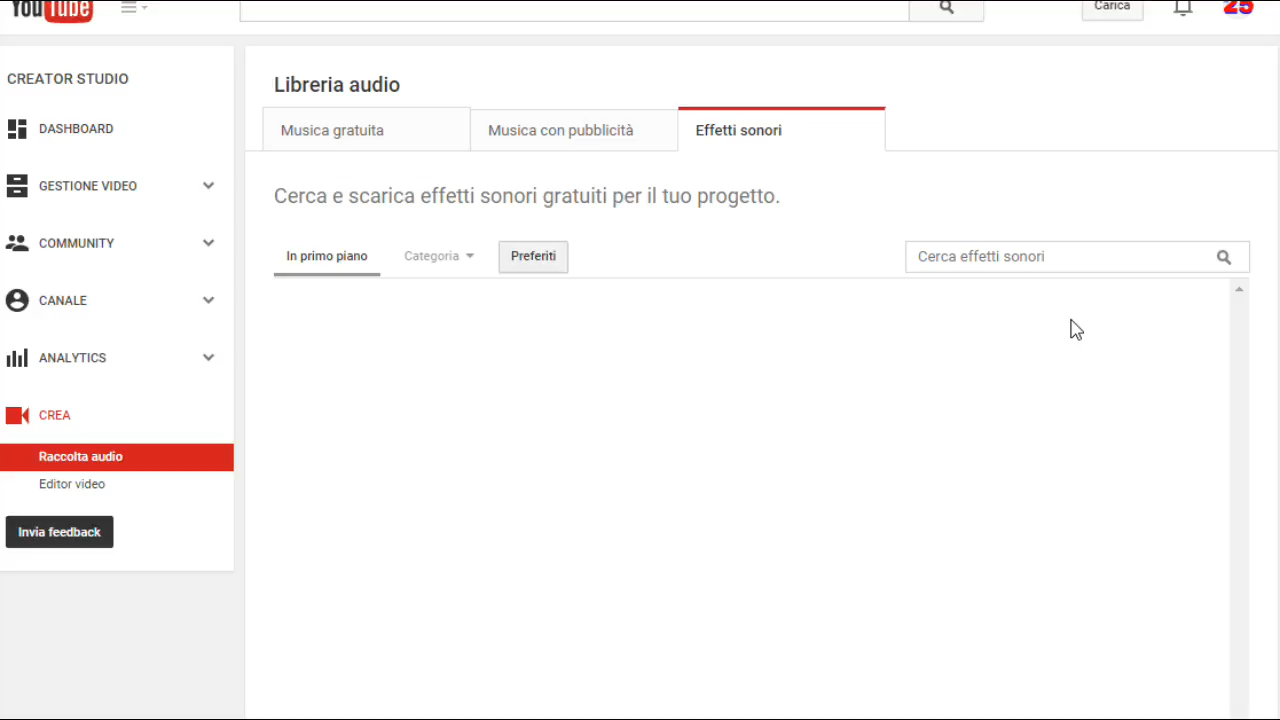 YouTube
Carica
25
CREATOR STUDIO
DASHBOARD
GESTIONE VIDEO
COMMUNITY
CANALE
ANALYTICS
CREA
Raccolta audio
Editor video
Invia feedback
Libreria audio
Musica gratuita
Musica con pubblicità
Effetti sonori
Cerca e scarica effetti sonori gratuiti per il tuo progetto.
In primo piano
Categoria
Preferiti
Cerca effetti sonori